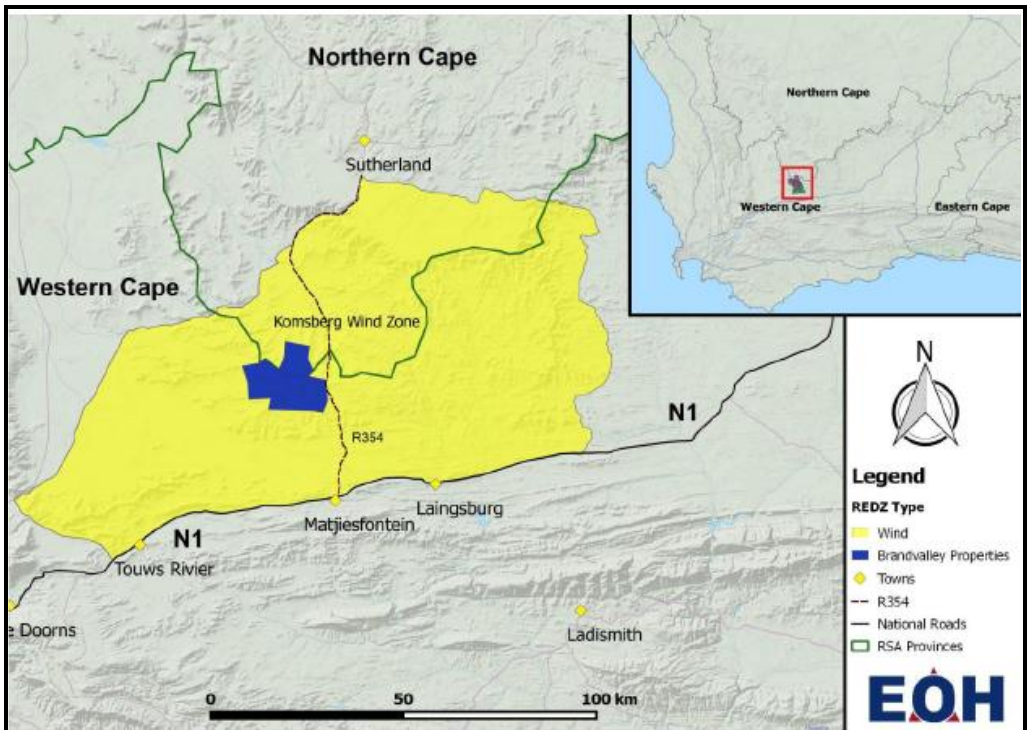 Northern Cape
Sutherland
Western Cape
Komsberg Wind Zone
R354
N1
Laingsburg
Matjiesfontein
N1
Touws Rivier
e Doorns
Ladismith
0 50 100 km
Northern Cape
Western Cape
Eastern Cape
N
Legend
REDZ Type
Wind
Brandvalley Properties
Towns
R354
National Roads
RSA Provinces
EOH